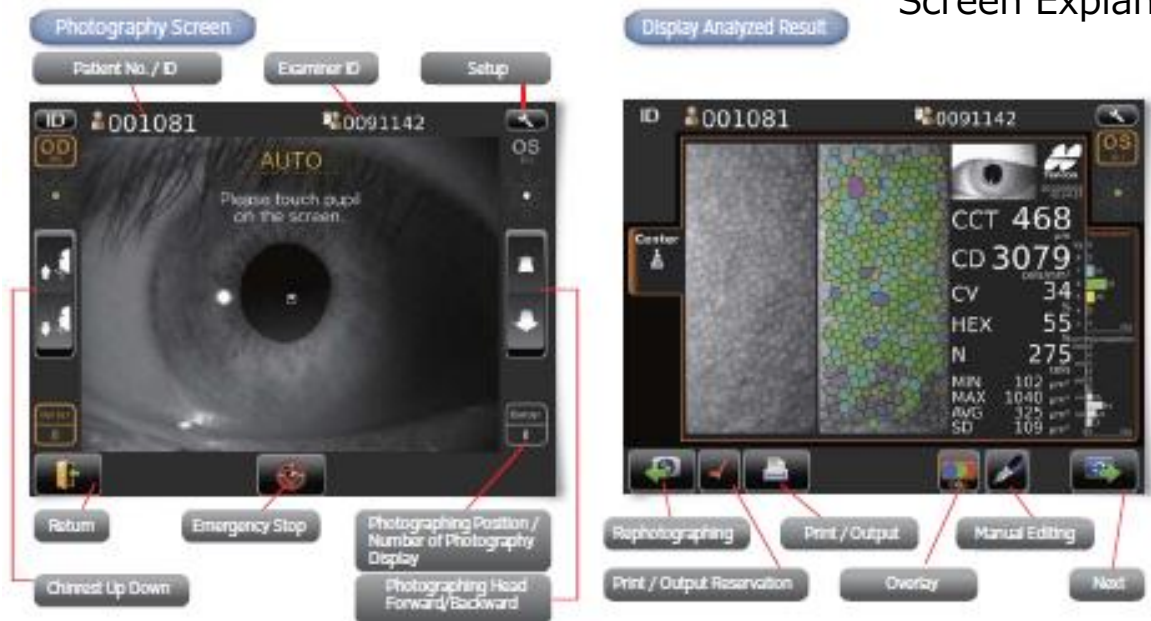 Screen Explan
Photography Screen
Display Analyzed Result
Patient No. / ID
Examiner ID
Setup
ID
001081
0091142
OD
OS
AUTO
Please touch pupil
on the screen.
Return
Emergency Stop
Photographing Position /
Number of Photography
Display
Chinrest Up Down
Photographing Head
Forward/Backward
ID
001081
0091142
OS
Center
CCT 468
CD 3079
CV 34
HEX 55
N 275
MIN 102
MAX 1040
AVG 325
SD 109
Rephotographing
Print / Output
Manual Editing
Print / Output Reservation
Overlay
Next